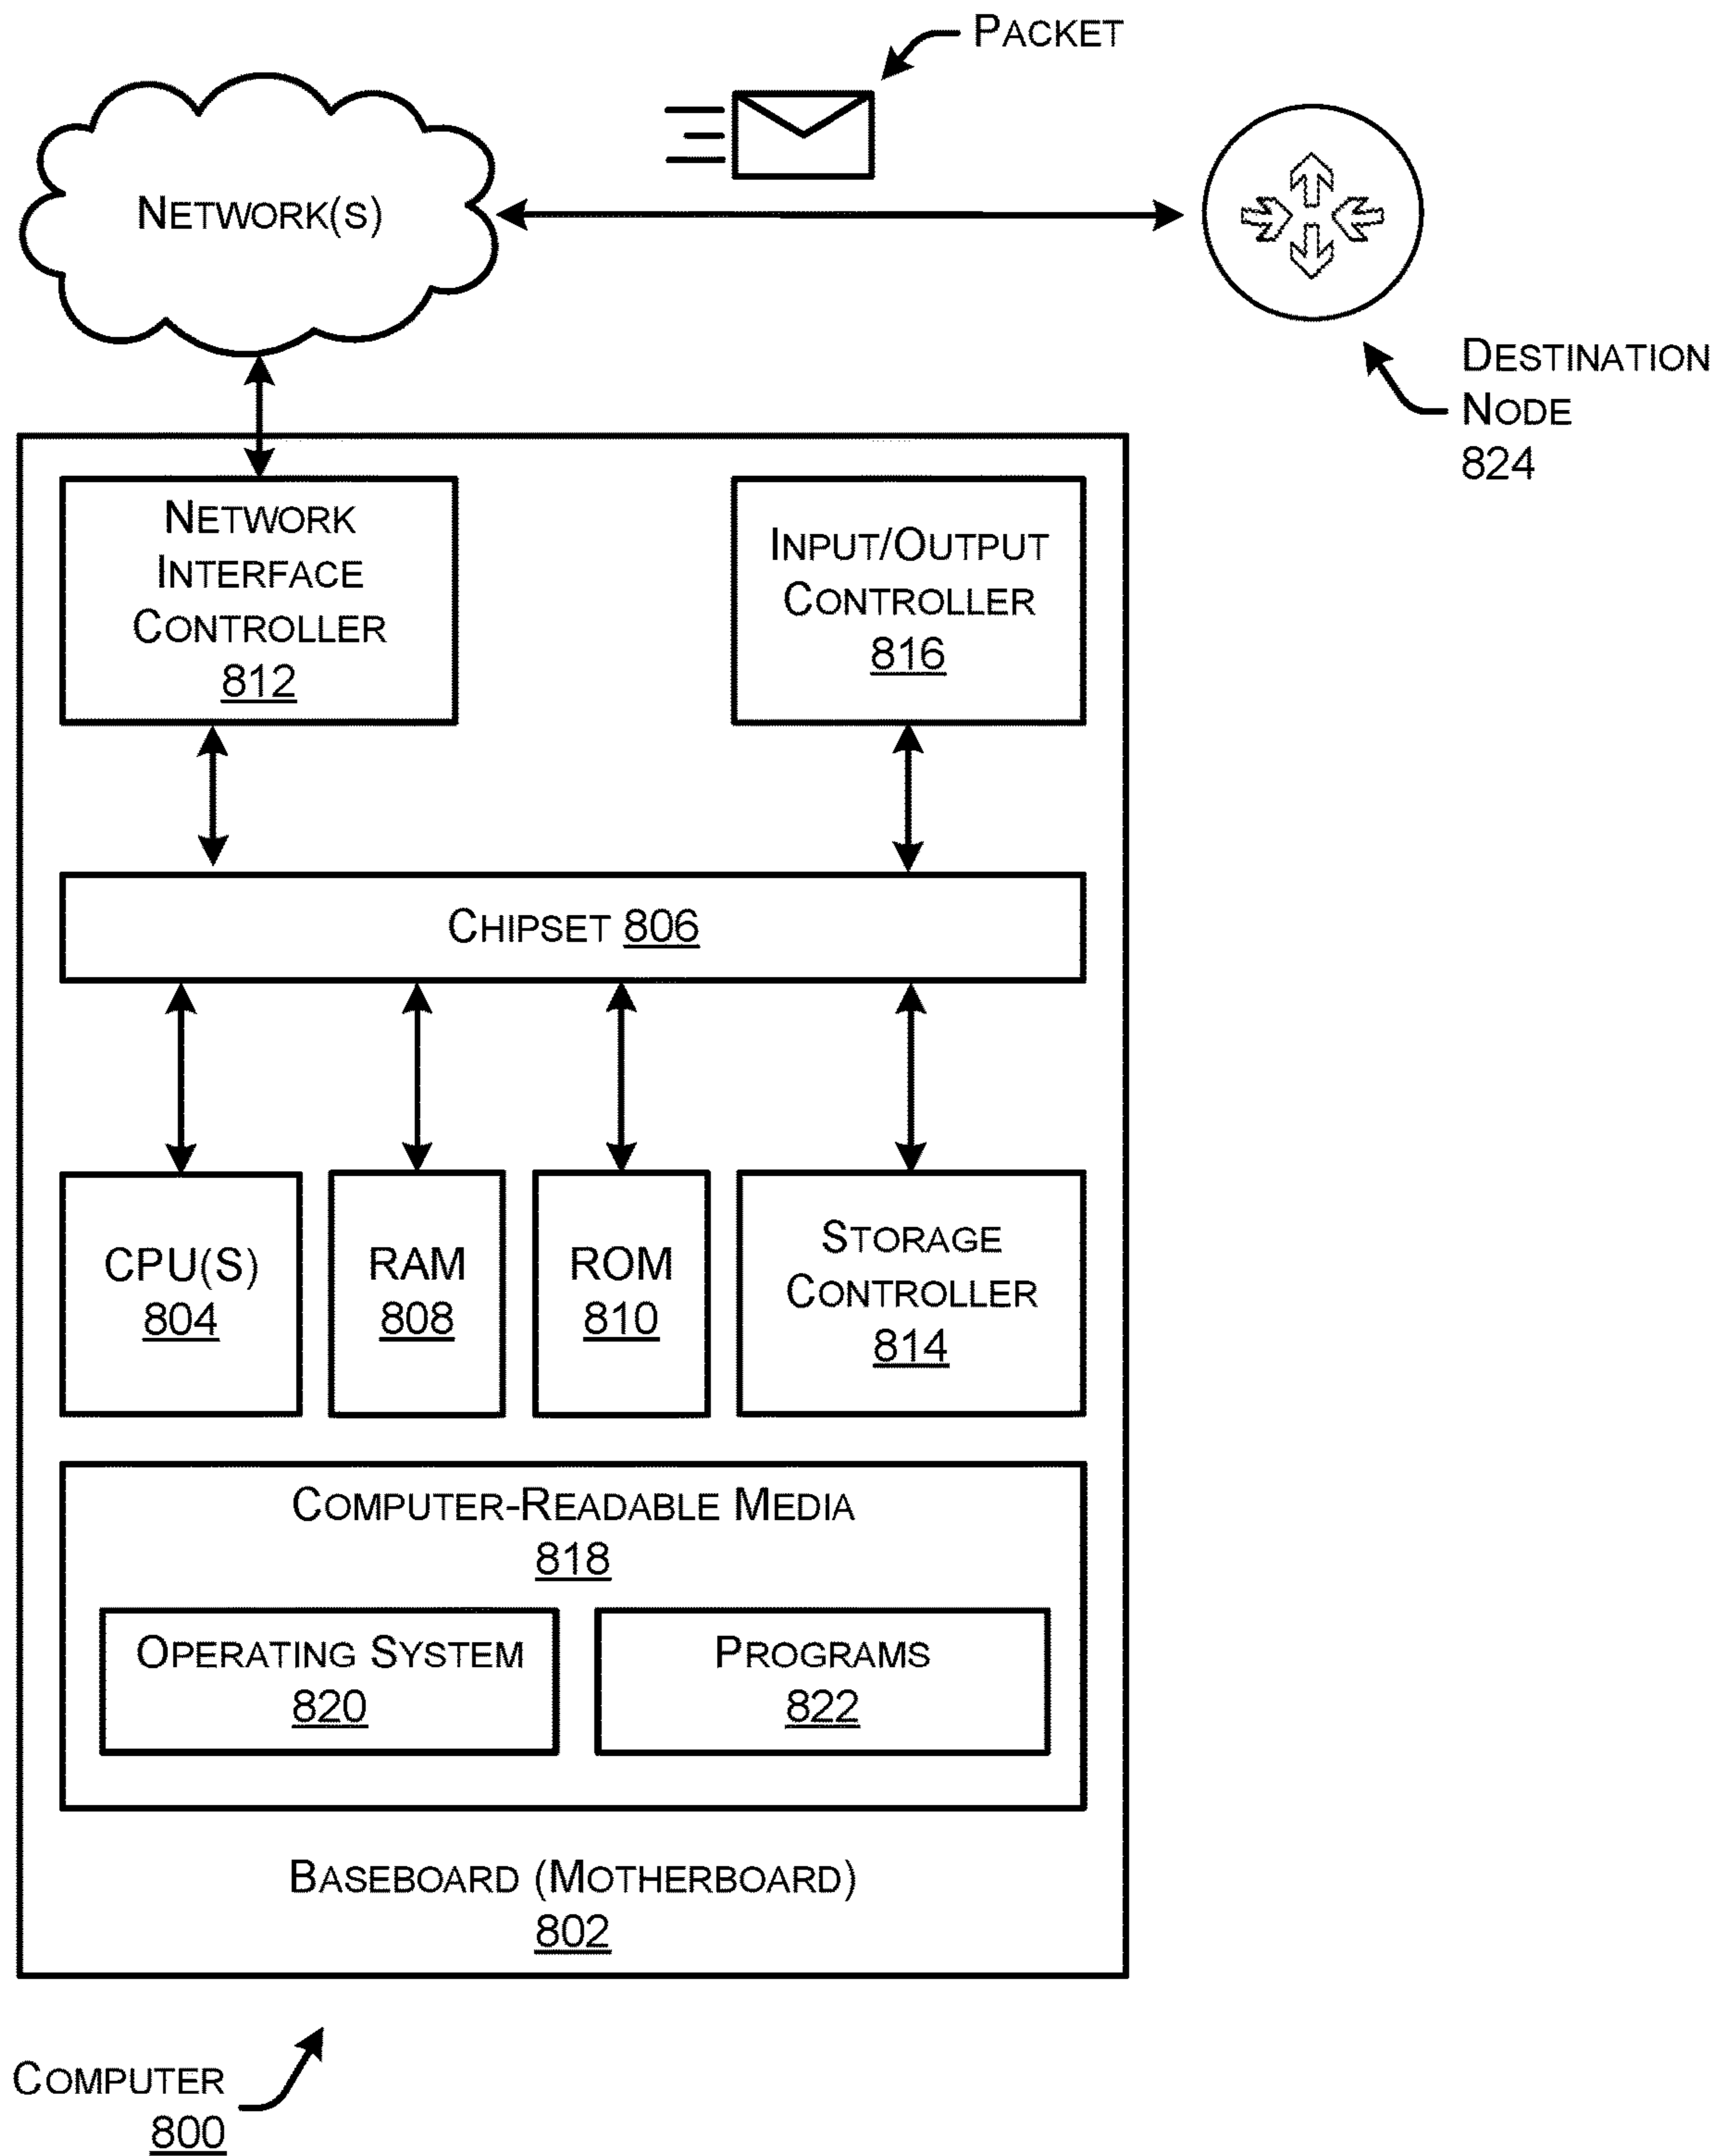 PACKET
NETWORK(S)
DESTINATION
NODE
824
NETWORK
INTERFACE
CONTROLLER
812
INPUT/OUTPUT
CONTROLLER
816
CHIPSET 806
CPU(S)
804
RAM
808
ROM
810
STORAGE
CONTROLLER
814
COMPUTER-READABLE MEDIA
818
OPERATING SYSTEM
820
PROGRAMS
822
BASEBOARD (MOTHERBOARD)
802
COMPUTER
800